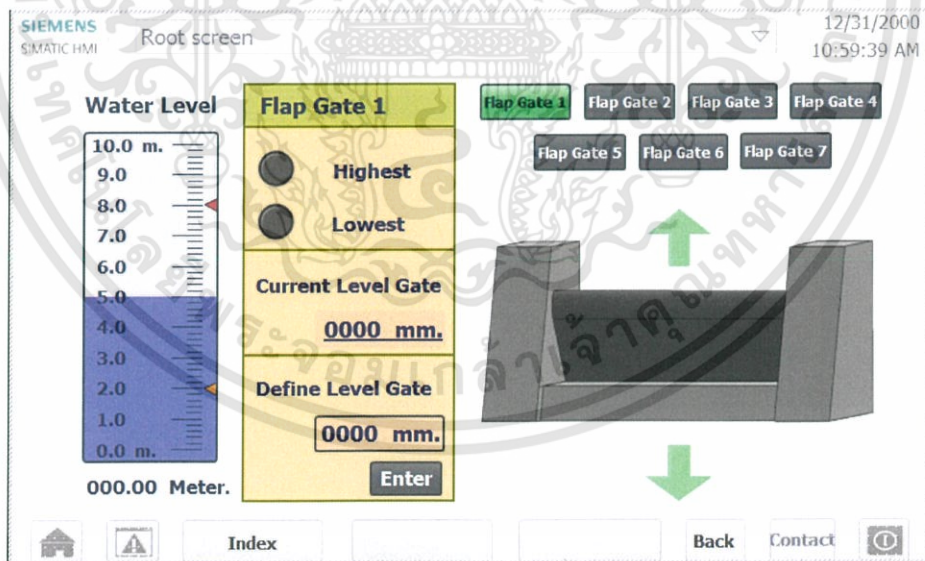 SIEMENS
SIMATIC HMI
Root screen
12/31/2000
10:59:39 AM
Water Level
10.0 m.
9.0
8.0
7.0
6.0
5.0
4.0
3.0
2.0
1.0
0.0 m.
000.00 Meter.
Flap Gate 1
Highest
Lowest
Current Level Gate
0000 mm.
Define Level Gate
0000 mm.
Enter
Flap Gate 1 Flap Gate 2 Flap Gate 3 Flap Gate 4
Flap Gate 5 Flap Gate 6 Flap Gate 7
Index
Back
Contact